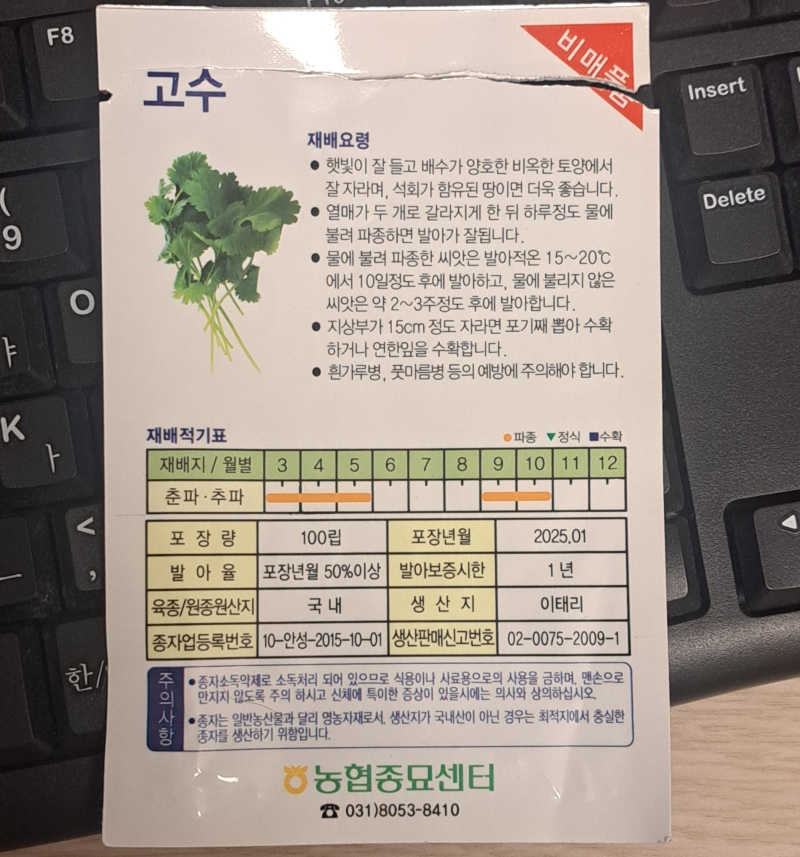 비매품
고수
재배요령
● 햇빛이 잘 들고 배수가 양호한 비옥한 토양에서
잘 자라며, 석회가 함유된 땅이면 더욱 좋습니다.
● 열매가 두 개로 갈라지게 한 뒤 하루정도 물에
불려 파종하면 발아가 잘됩니다.
● 물에 불려 파종한 씨앗은 발아적온 15~20℃
에서 10일정도 후에 발아하고, 물에 불리지 않은
씨앗은 약 2~3주정도 후에 발아합니다.
● 지상부가 15cm 정도 자라면 포기째 뽑아 수확
하거나 연한잎을 수확합니다.
● 흰가루병, 풋마름병 등의 예방에 주의해야 합니다.
재배적기표 ●파종 ▼정식 ■수확
재배지 / 월별 3 4 5 6 7 8 9 10 11 12
춘파·추파
포장량 100립 포장년월 2025.01
발아율 포장년월 50%이상 발아보증시한 1 년
육종/원종원산지 국내 생산지 이태리
종자업등록번호 10-안성-2015-10-01 생산판매신고번호 02-0075-2009-1
주의사항
● 종자소독약제로 소독처리 되어 있으므로 식용이나 사료용으로의 사용을 금하며, 맨손으로
만지지 않도록 주의 하시고 신체에 특이한 증상이 있을시에는 의사와 상의하십시오.
● 종자는 일반농산물과 달리 영농자재로서, 생산지가 국내산이 아닌 경우는 최적지에서 충실한
종자를 생산하기 위함입니다.
농협종묘센터
☎ 031)8053-8410
F8
Insert
Delete
(
9
O
ㅑ
K
ㅏ
<
,
한/